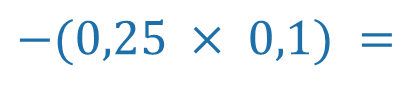 −(0,25 × 0,1) =